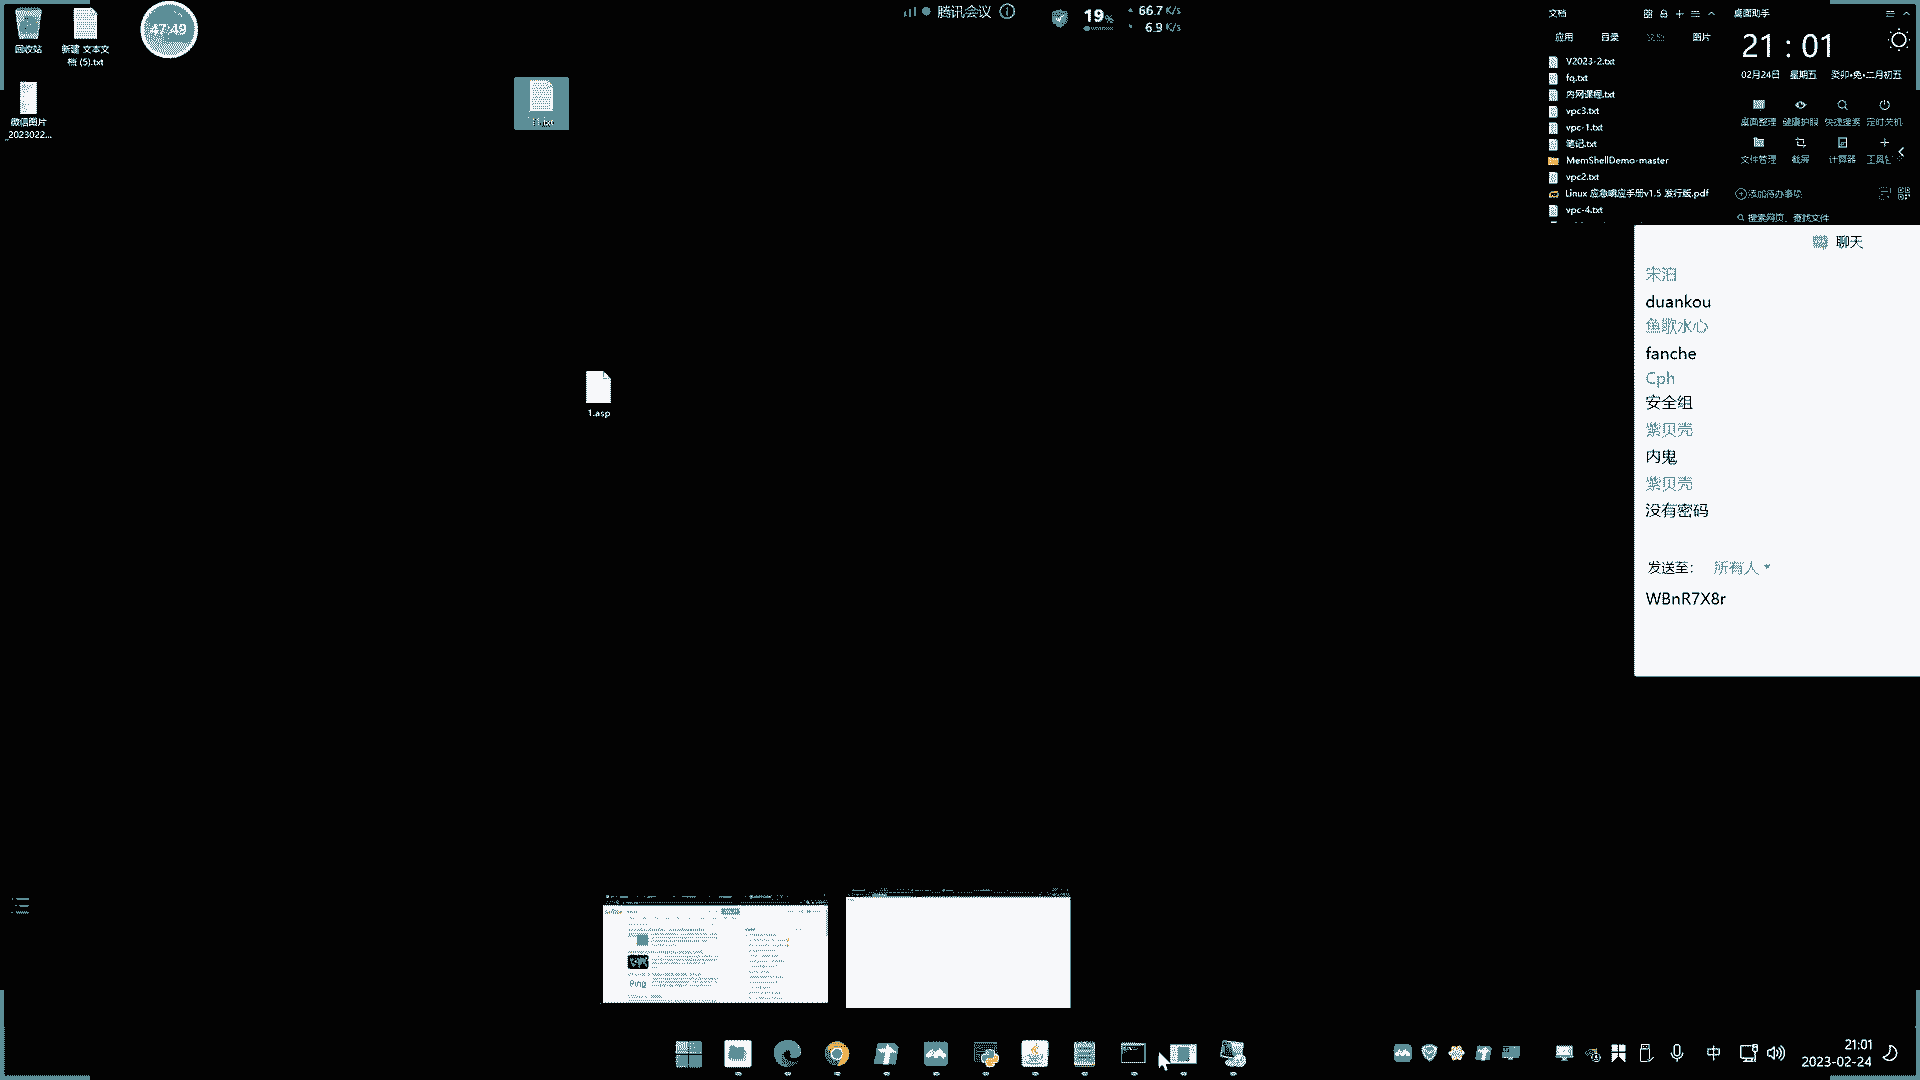 回收站
新建 文本文
档 (5).txt
47:49
微信图片
_2023022...
腾讯会议
19%
66.7 K/s
6.9 K/s
1.asp
文档
应用
目录
图片
V2023-2.txt
fq.txt
内网课程.txt
vpc3.txt
vpc-1.txt
笔记.txt
MemShellDemo-master
vpc2.txt
Linux 应急响应手册v1.5 发行版.pdf
vpc-4.txt
桌面助手
21 : 01
02月24日 星期五 癸卯•兔•二月初五
桌面整理 健康护眼 快捷搜索 定时关机
文件管理 截屏 计算器
添加待办事项
搜索网页、查找文件
聊天
宋泊
duankou
鱼歌水心
fanche
Cph
安全组
紫贝壳
内鬼
紫贝壳
没有密码
发送至:
所有人
WBnR7X8r
Ping
中
21:01
2023-02-24